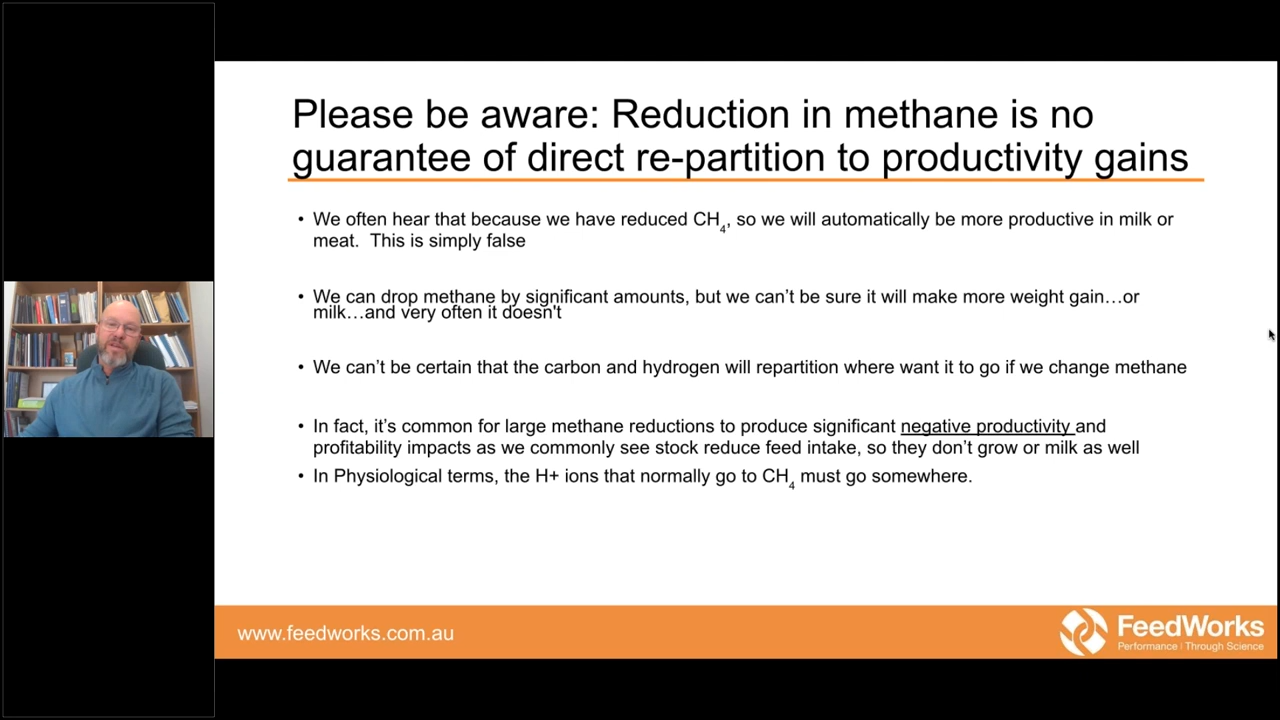 Please be aware: Reduction in methane is no
guarantee of direct re-partition to productivity gains
• We often hear that because we have reduced CH4, so we will automatically be more productive in milk or
meat. This is simply false
• We can drop methane by significant amounts, but we can't be sure it will make more weight gain…or
milk…and very often it doesn't
• We can't be certain that the carbon and hydrogen will repartition where want it to go if we change methane
• In fact, it's common for large methane reductions to produce significant negative productivity and
profitability impacts as we commonly see stock reduce feed intake, so they don't grow or milk as well
• In Physiological terms, the H+ ions that normally go to CH4 must go somewhere.
www.feedworks.com.au
FeedWorks
Performance | Through Science